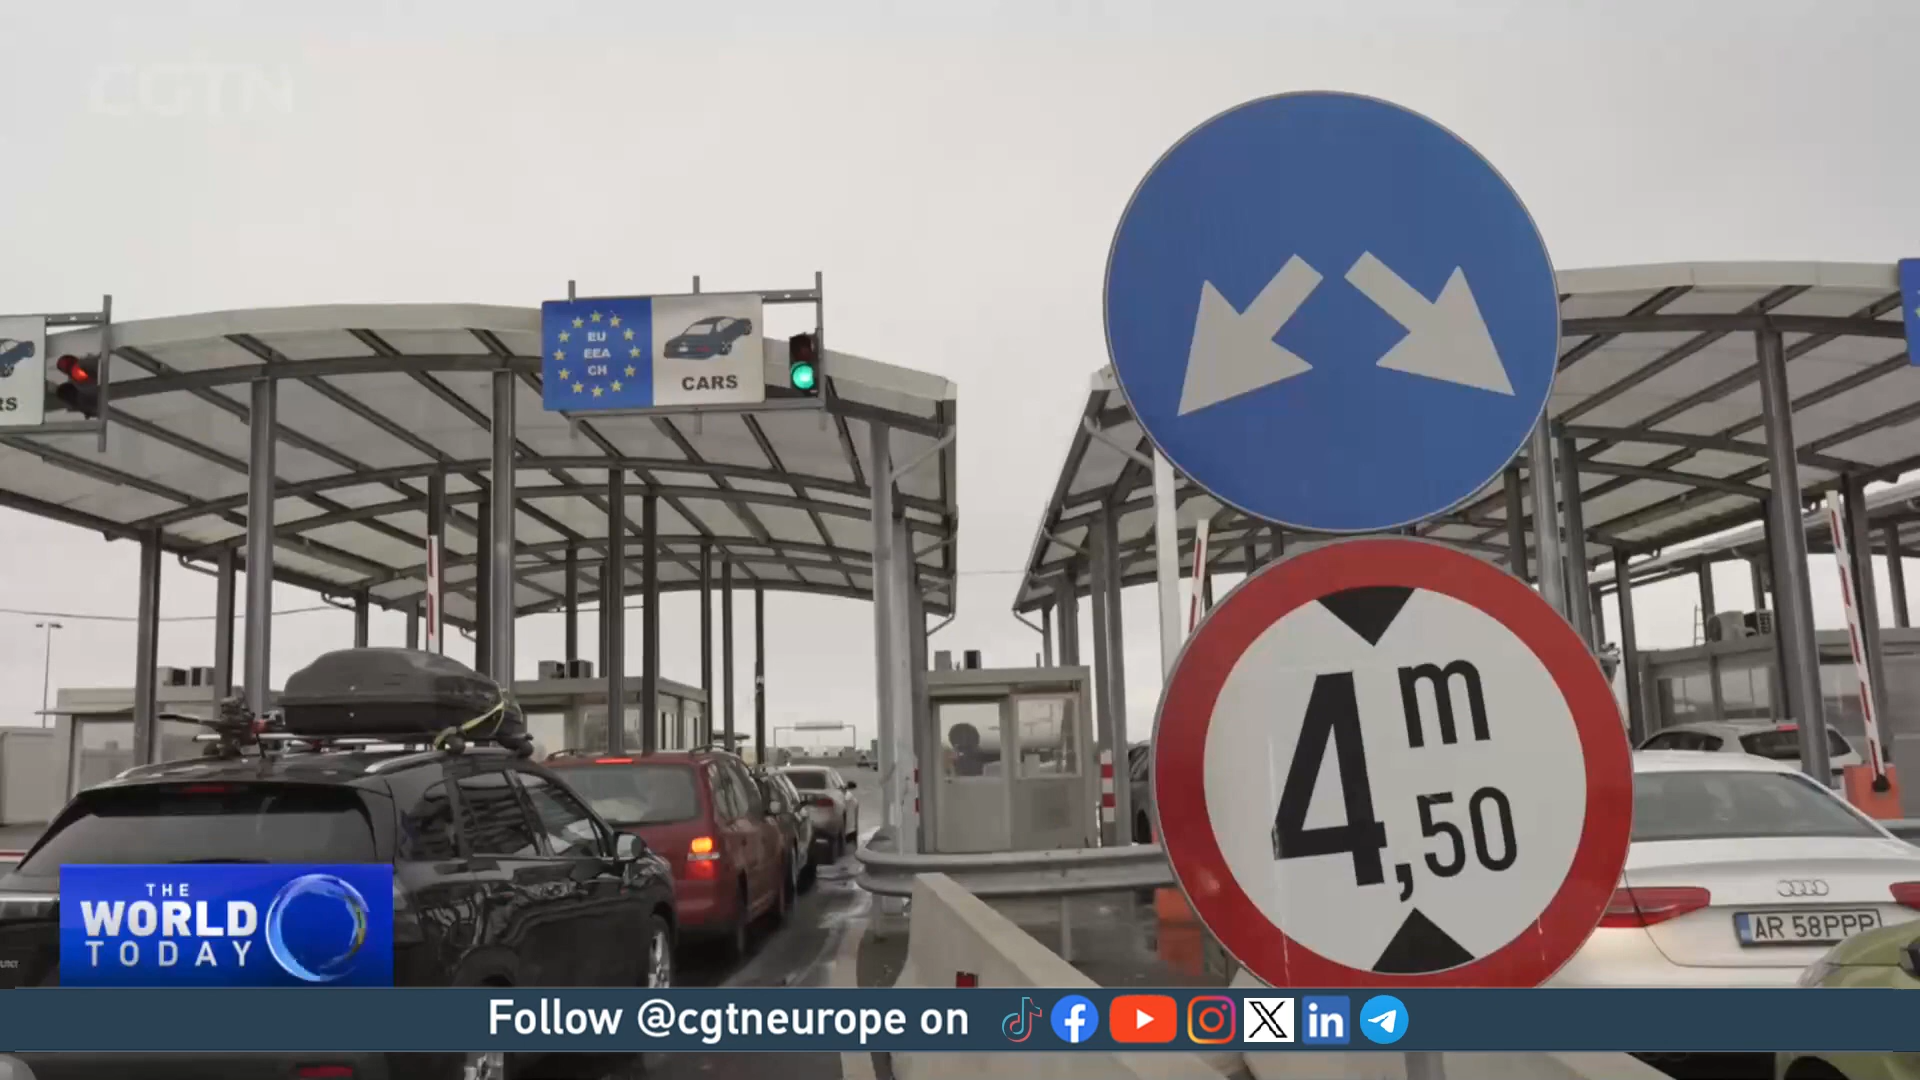 CGTN
EU
EEA
CH
CARS
RS
4 m
,50
AR 58PPP
THE
WORLD
TODAY
Follow @cgtneurope on